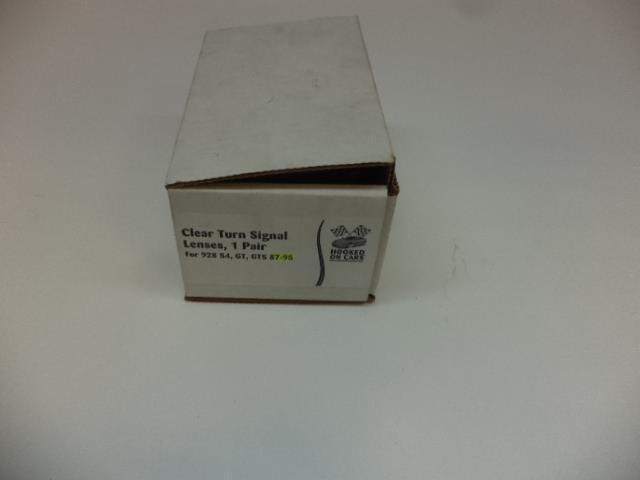 Clear Turn Signal
Lenses, 1 Pair
For 928 S4, GT, GTS 87-95
HOOKED
ON CARS